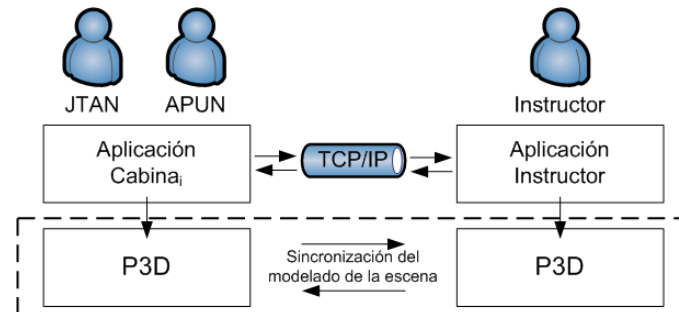 JTAN APUN Instructor
Aplicación
Cabinai
TCP/IP
Aplicación
Instructor
P3D
Sincronización del
modelado de la escena
P3D